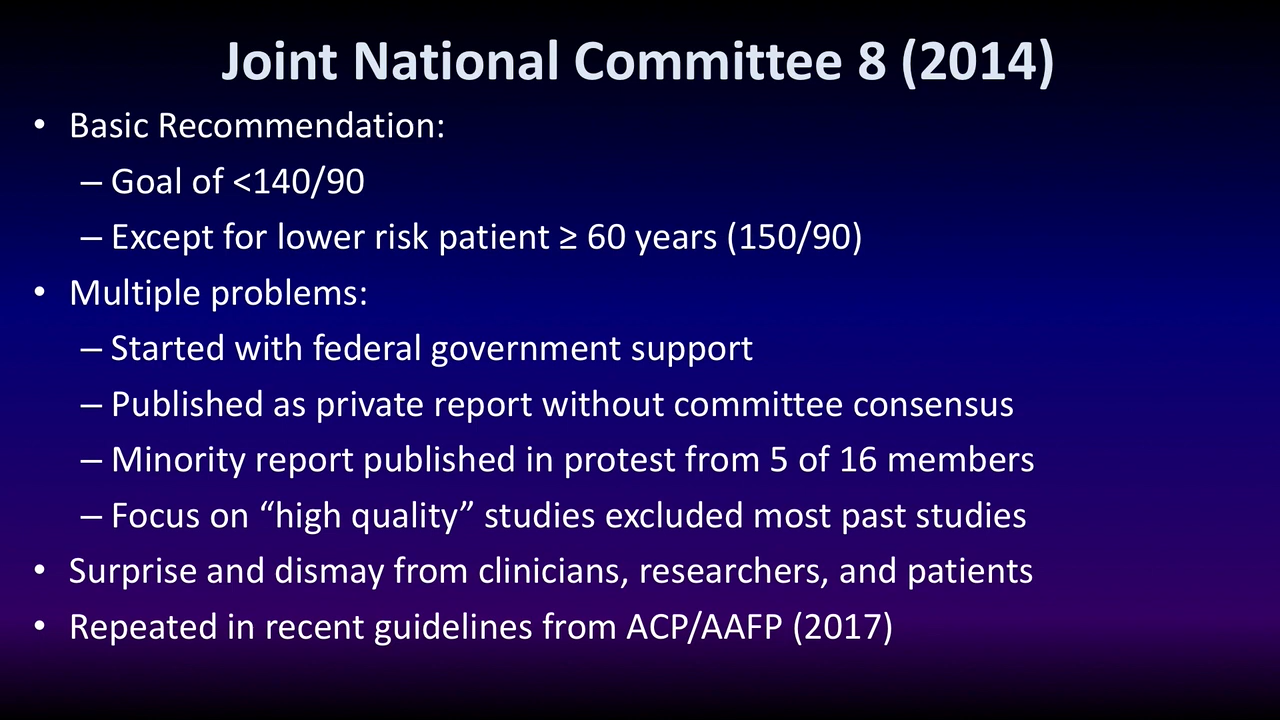 Joint National Committee 8 (2014)
• Basic Recommendation:
– Goal of <140/90
– Except for lower risk patient ≥ 60 years (150/90)
• Multiple problems:
– Started with federal government support
– Published as private report without committee consensus
– Minority report published in protest from 5 of 16 members
– Focus on “high quality” studies excluded most past studies
• Surprise and dismay from clinicians, researchers, and patients
• Repeated in recent guidelines from ACP/AAFP (2017)